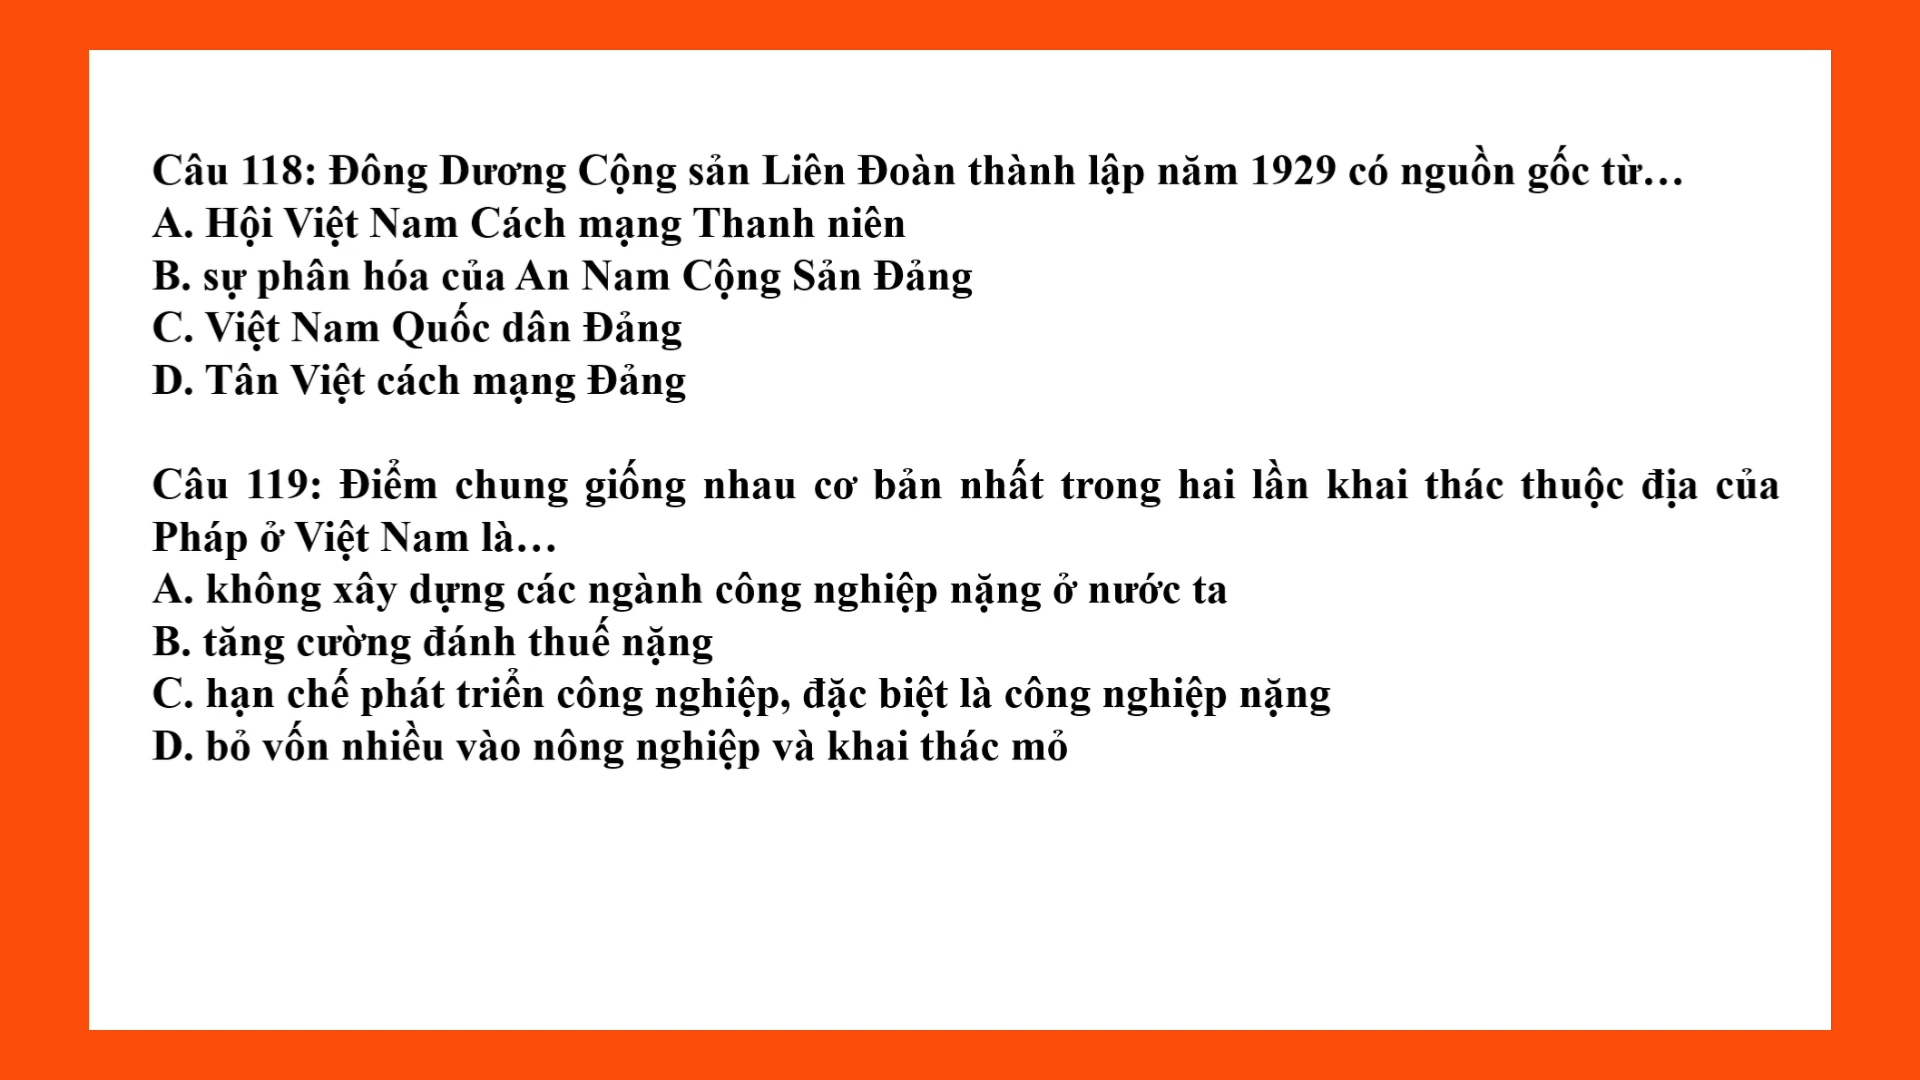 Câu 118: Đông Dương Cộng sản Liên Đoàn thành lập năm 1929 có nguồn gốc từ…
A. Hội Việt Nam Cách mạng Thanh niên
B. sự phân hóa của An Nam Cộng Sản Đảng
C. Việt Nam Quốc dân Đảng
D. Tân Việt cách mạng Đảng
Câu 119: Điểm chung giống nhau cơ bản nhất trong hai lần khai thác thuộc địa của
Pháp ở Việt Nam là…
A. không xây dựng các ngành công nghiệp nặng ở nước ta
B. tăng cường đánh thuế nặng
C. hạn chế phát triển công nghiệp, đặc biệt là công nghiệp nặng
D. bỏ vốn nhiều vào nông nghiệp và khai thác mỏ